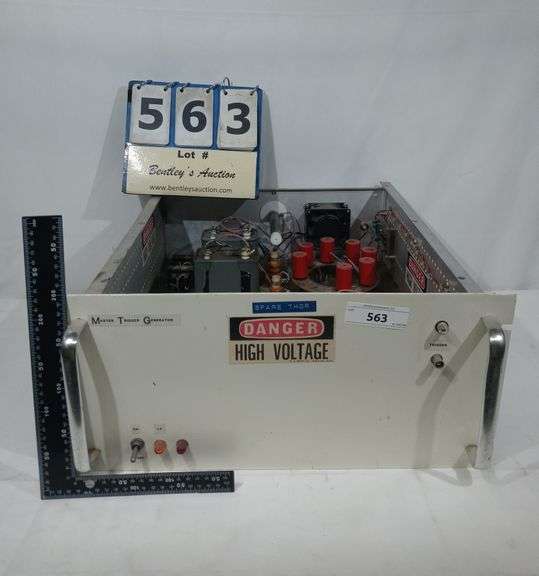 563
Lot #
Bentley's Auction
www.bentleysauction.com
SPARE THOR
MASTER TRIGGER GENERATOR
DANGER
HIGH VOLTAGE
563
TRIGGER